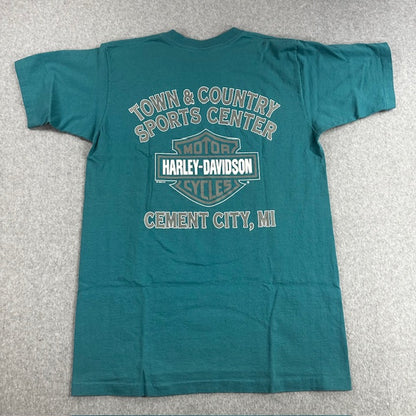 TOWN & COUNTRY
SPORTS CENTER
MOTOR
HARLEY-DAVIDSON
CYCLES
CEMENT CITY, MI